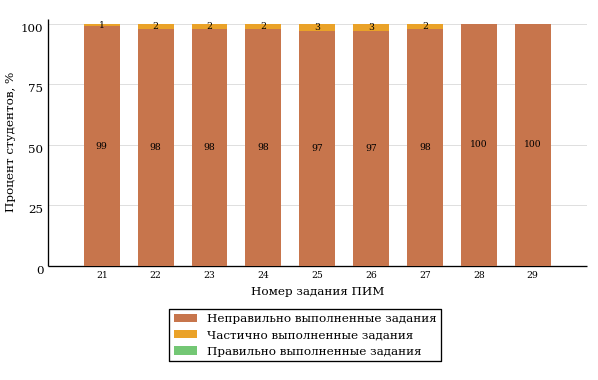 Процент студентов, %
100
75
50
25
0
1 2 2 2 3 3 2
99 98 98 98 97 97 98 100 100
21 22 23 24 25 26 27 28 29
Номер задания ПИМ
Неправильно выполненные задания
Частично выполненные задания
Правильно выполненные задания